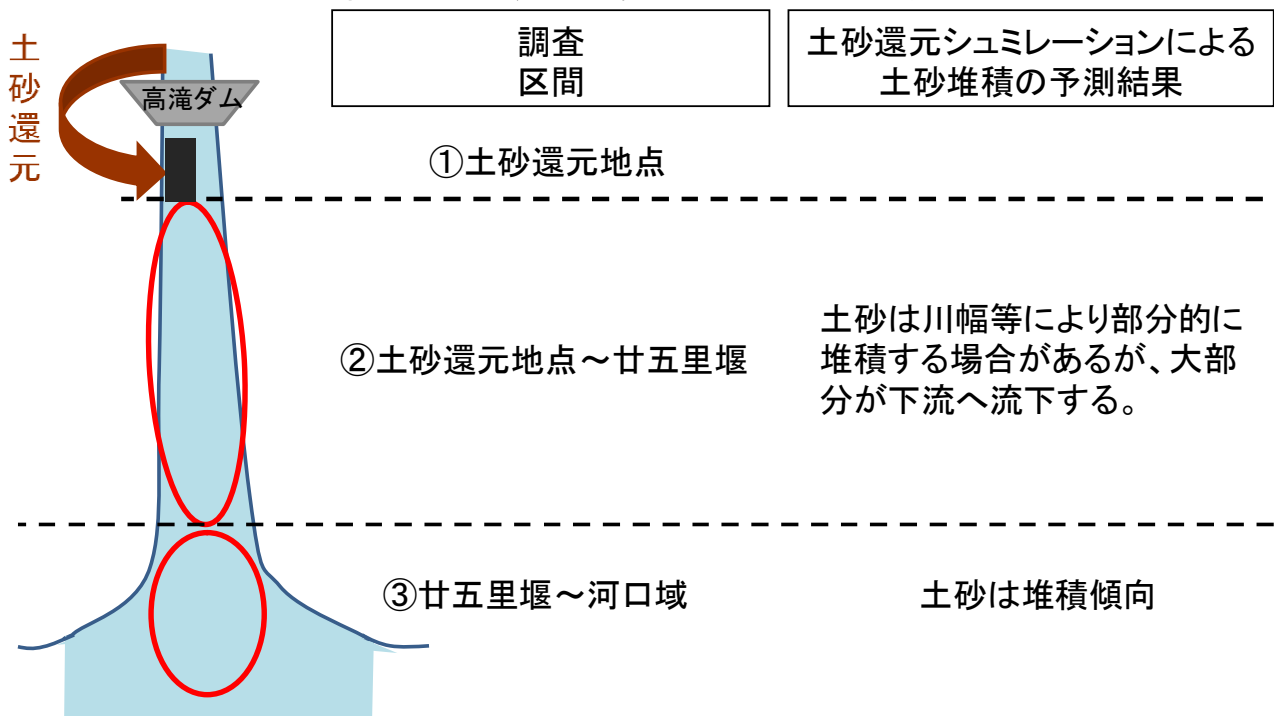 土砂還元
高滝ダム
調査
区間
土砂還元シュミレーションによる
土砂堆積の予測結果
①土砂還元地点
②土砂還元地点～廿五里堰
土砂は川幅等により部分的に
堆積する場合があるが、大部
分が下流へ流下する。
③廿五里堰～河口域
土砂は堆積傾向